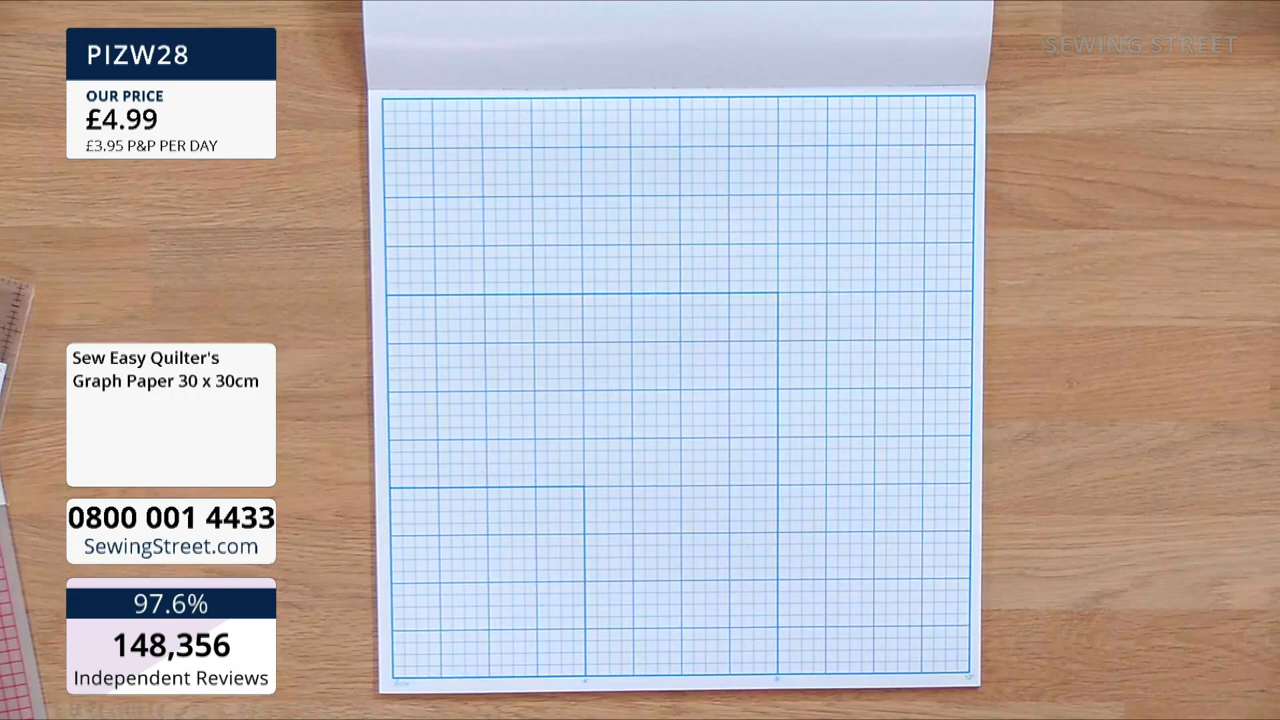 PIZW28
OUR PRICE
£4.99
£3.95 P&P PER DAY
SEWING STREET
Sew Easy Quilter's
Graph Paper 30 x 30cm
0800 001 4433
SewingStreet.com
97.6%
148,356
Independent Reviews